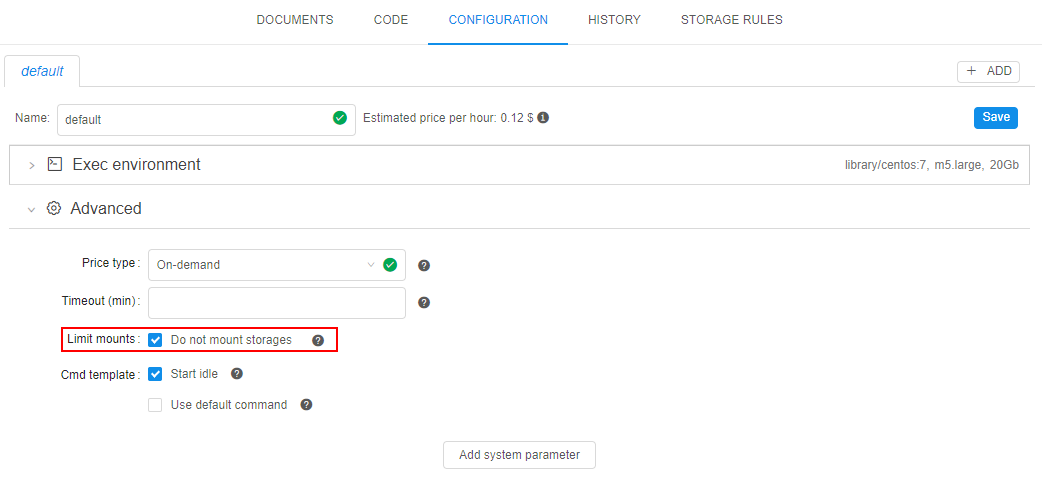 DOCUMENTS CODE CONFIGURATION HISTORY STORAGE RULES
default + ADD
Name: default Estimated price per hour: 0.12 $ Save
Exec environment library/centos:7, m5.large, 20Gb
Advanced
Price type: On-demand
Timeout (min):
Limit mounts: Do not mount storages
Cmd template: Start idle
Use default command
Add system parameter